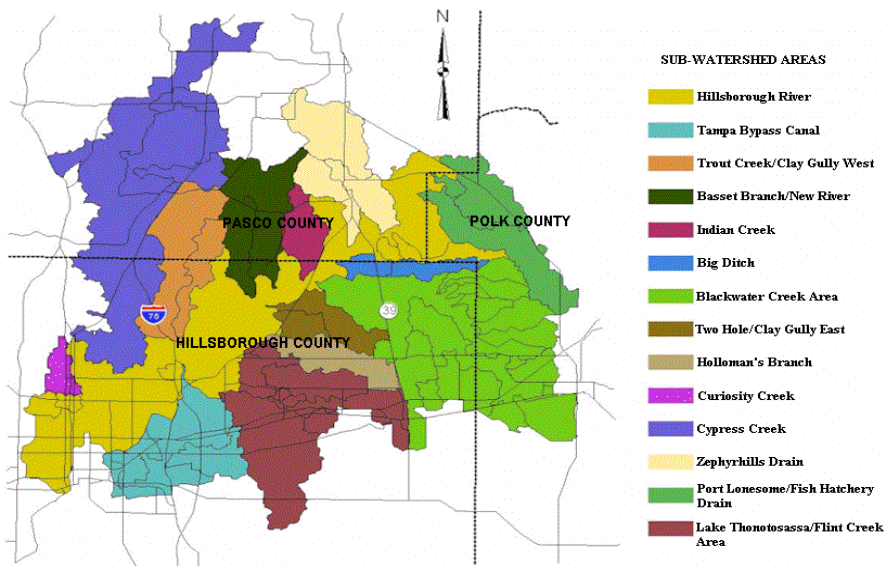 N
SUB-WATERSHED AREAS
Hillsborough River
Tampa Bypass Canal
Trout Creek/Clay Gully West
Basset Branch/New River
PASCO COUNTY
POLK COUNTY
Indian Creek
Big Ditch
Blackwater Creek Area
75
39
HILLSBOROUGH COUNTY
Two Hole/Clay Gully East
Holloman's Branch
Curiosity Creek
Cypress Creek
Zephyrhills Drain
Port Lonesome/Fish Hatchery
Drain
Lake Thonotosassa/Flint Creek
Area